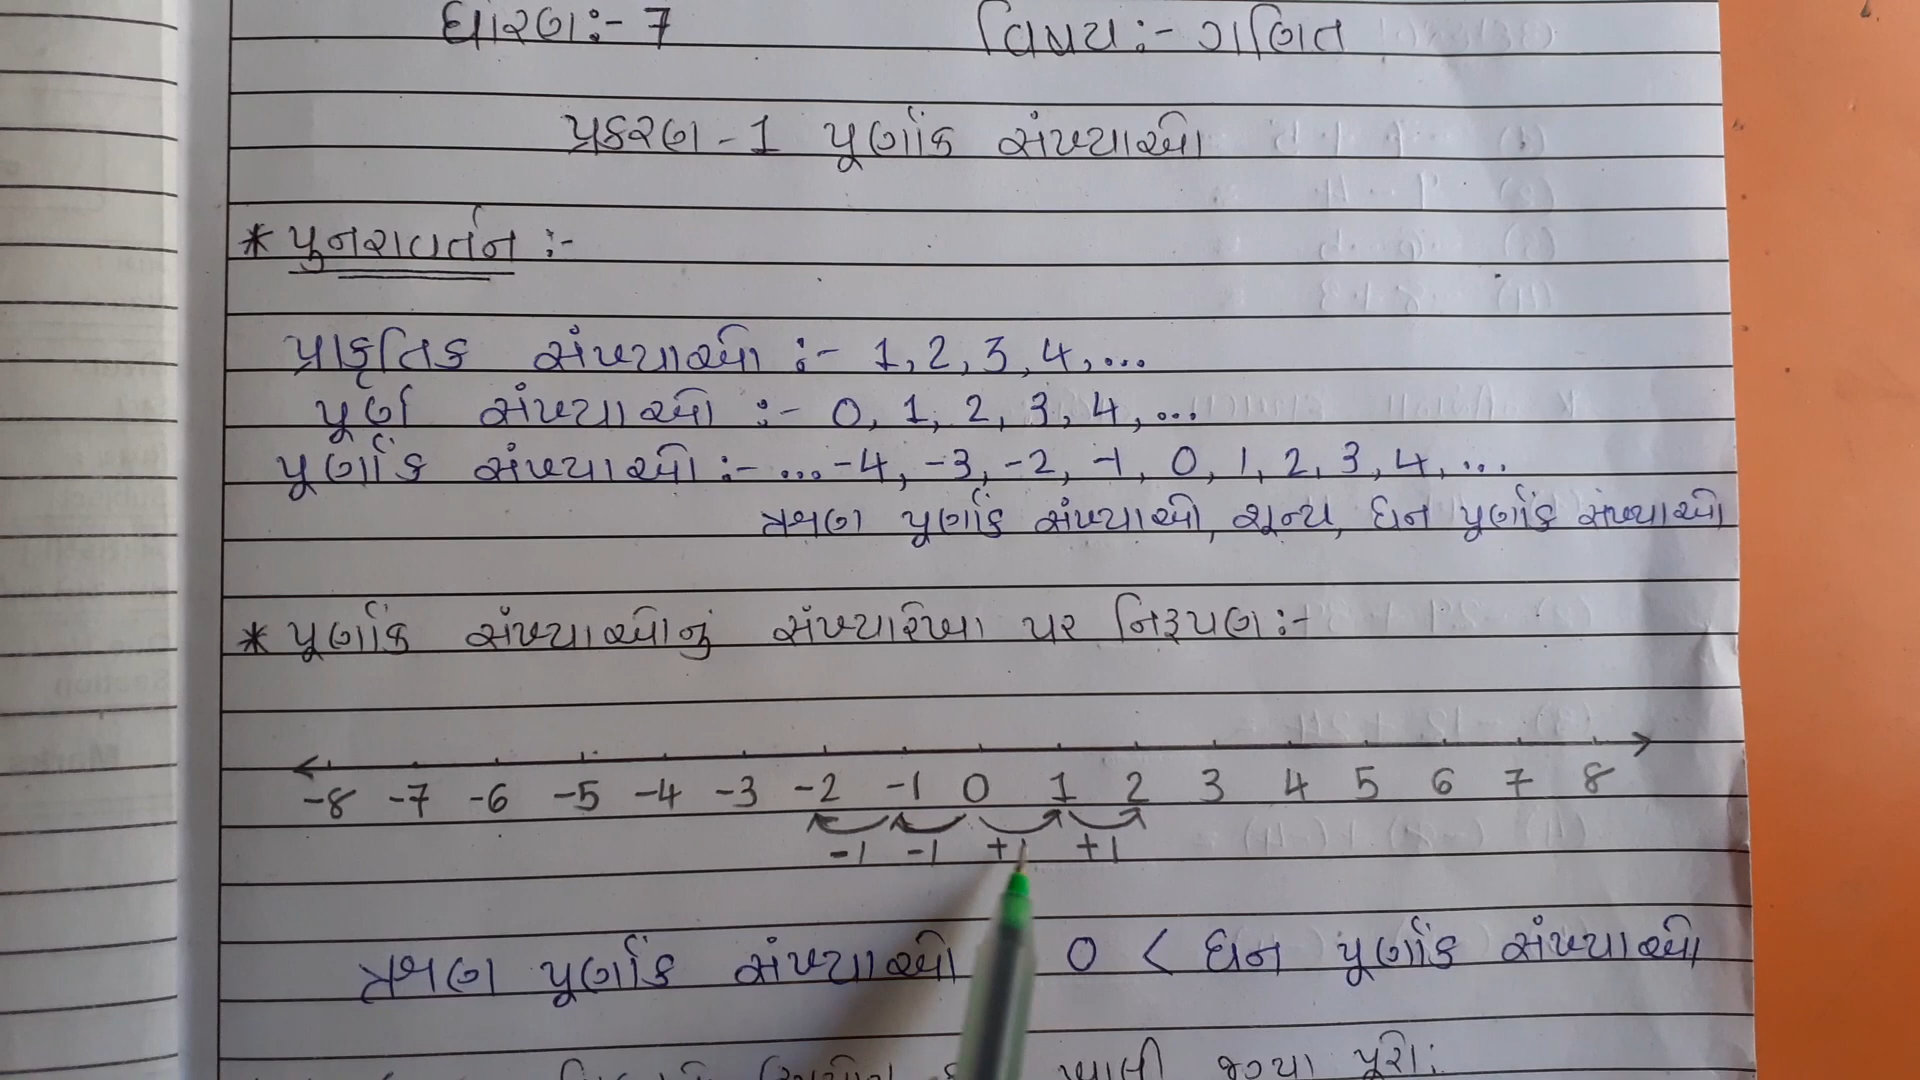 ધોરણ:- 7 વિષય:- ગણિત
પ્રકરણ - 1 પૂર્ણાંક સંખ્યાઓ
* પુનરાવર્તન :-
પ્રાકૃતિક સંખ્યાઓ :- 1, 2, 3, 4, ...
પૂર્ણ સંખ્યાઓ :- 0, 1, 2, 3, 4, ...
પૂર્ણાંક સંખ્યાઓ :- ... -4, -3, -2, -1, 0, 1, 2, 3, 4, ...
ઋણ પૂર્ણાંક સંખ્યાઓ, શૂન્ય, ધન પૂર્ણાંક સંખ્યાઓ
* પૂર્ણાંક સંખ્યાઓનું સંખ્યારેખા પર નિરૂપણ:-
-8 -7 -6 -5 -4 -3 -2 -1 0 1 2 3 4 5 6 7 8
-1 -1 +1 +1
ઋણ પૂર્ણાંક સંખ્યાઓ 0 < ધન પૂર્ણાંક સંખ્યાઓ
ખાલી જગ્યા પૂરો: